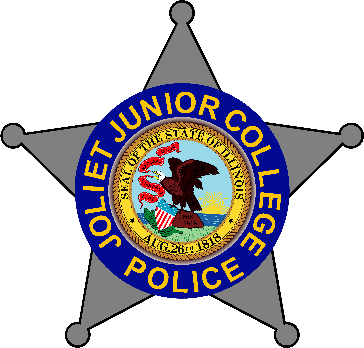 JOLIET JUNIOR COLLEGE
POLICE
SEAL OF THE STATE OF ILLINOIS
AUG. 26TH 1818